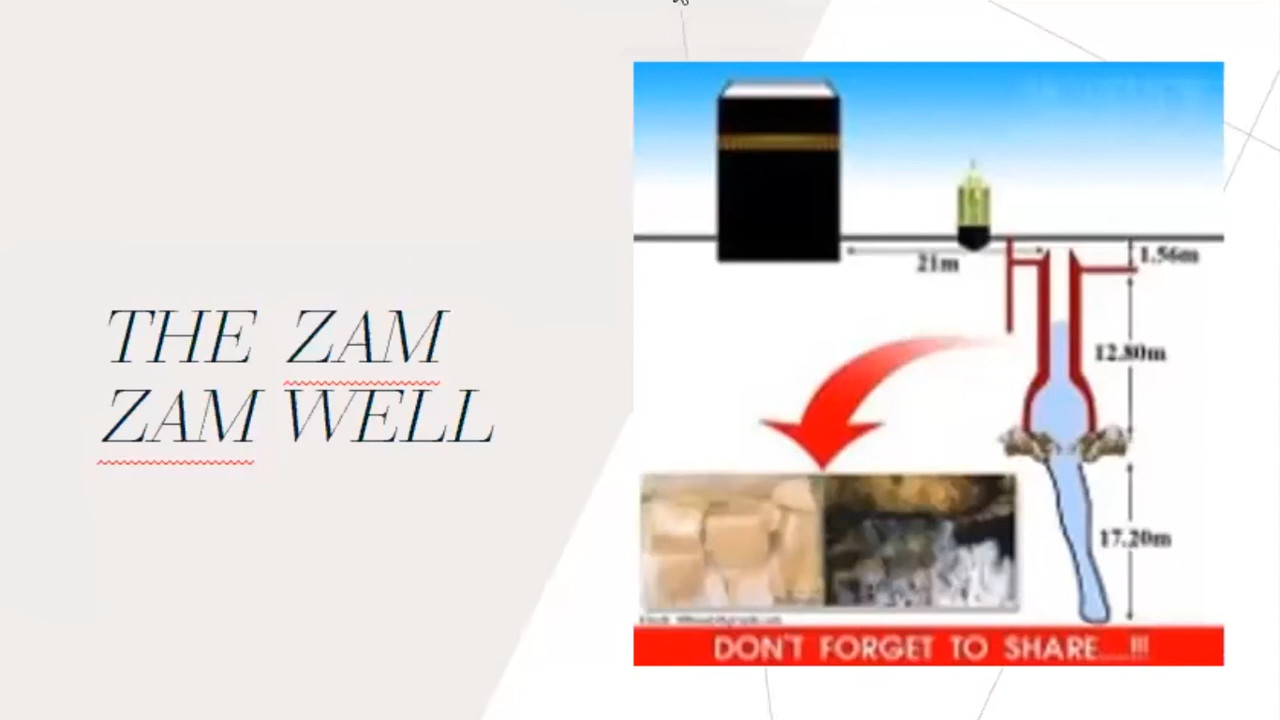 THE ZAM
ZAM WELL
21m
1.56m
12.80m
17.20m
DON'T FORGET TO SHARE....!!!